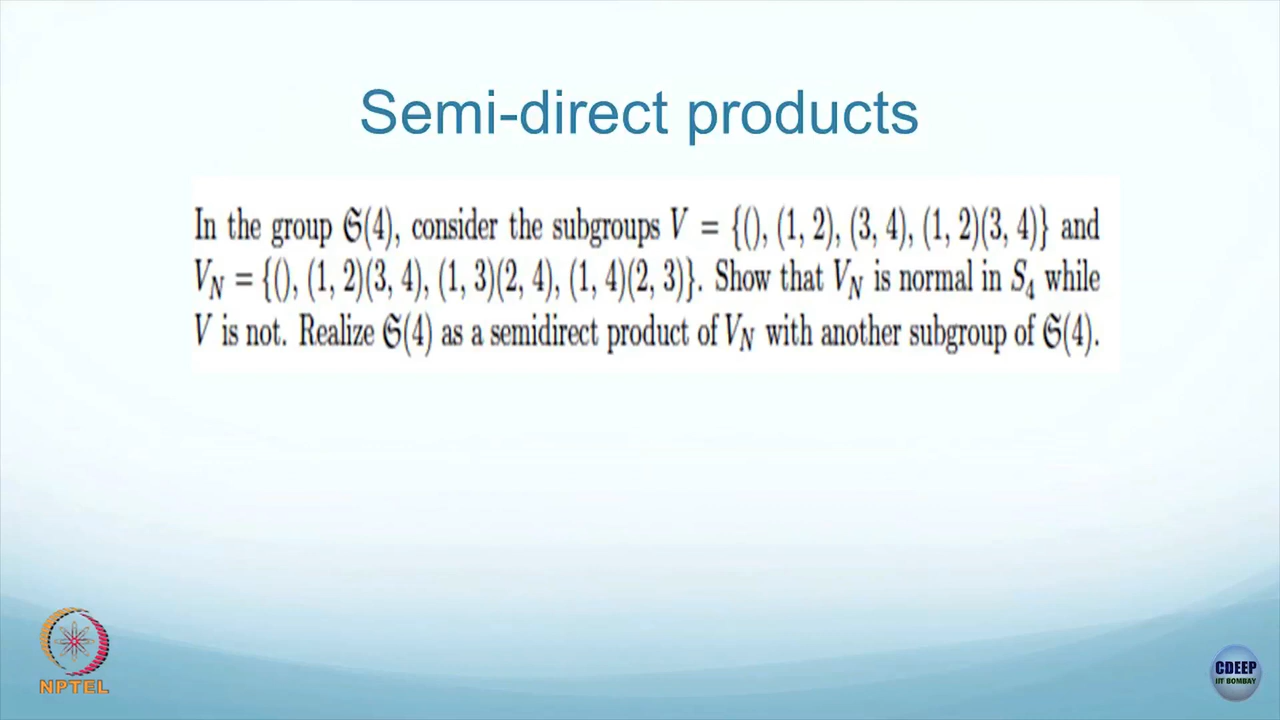 Semi-direct products
In the group 𝔖(4), consider the subgroups V = {(), (1, 2), (3, 4), (1, 2)(3, 4)} and
V_N = {(), (1, 2)(3, 4), (1, 3)(2, 4), (1, 4)(2, 3)}. Show that V_N is normal in S_4 while
V is not. Realize 𝔖(4) as a semidirect product of V_N with another subgroup of 𝔖(4).
NPTEL
CDEEP
IIT BOMBAY